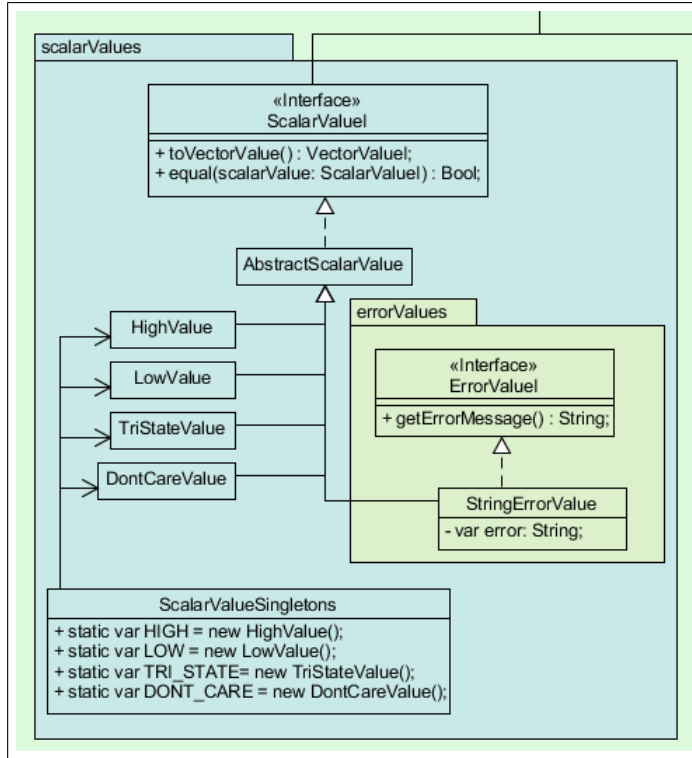 scalarValues
«Interface»
ScalarValueI
+ toVectorValue() : VectorValueI;
+ equal(scalarValue: ScalarValueI) : Bool;
AbstractScalarValue
HighValue
LowValue
TriStateValue
DontCareValue
errorValues
«Interface»
ErrorValueI
+ getErrorMessage() : String;
StringErrorValue
- var error: String;
ScalarValueSingletons
+ static var HIGH = new HighValue();
+ static var LOW = new LowValue();
+ static var TRI_STATE= new TriStateValue();
+ static var DONT_CARE = new DontCareValue();